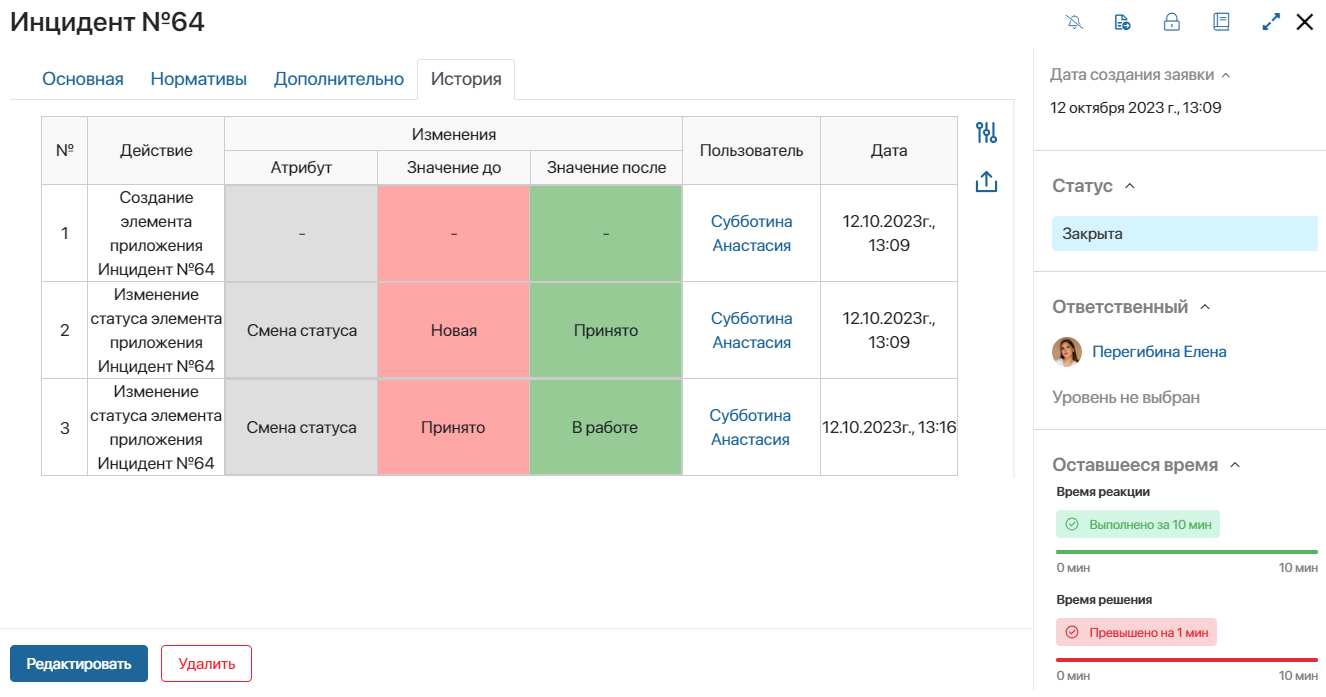 Инцидент №64
Основная
Нормативы
Дополнительно
История
№
Действие
Изменения
Атрибут
Значение до
Значение после
Пользователь
Дата
1
Создание
элемента
приложения
Инцидент №64
-
-
-
Субботина
Анастасия
12.10.2023г.,
13:09
2
Изменение
статуса элемента
приложения
Инцидент №64
Смена статуса
Новая
Принято
Субботина
Анастасия
12.10.2023г.,
13:09
3
Изменение
статуса элемента
приложения
Инцидент №64
Смена статуса
Принято
В работе
Субботина
Анастасия
12.10.2023г., 13:16
Редактировать
Удалить
Дата создания заявки
12 октября 2023 г., 13:09
Статус
Закрыта
Ответственный
Перегибина Елена
Уровень не выбран
Оставшееся время
Время реакции
Выполнено за 10 мин
0 мин
10 мин
Время решения
Превышено на 1 мин
0 мин
10 мин